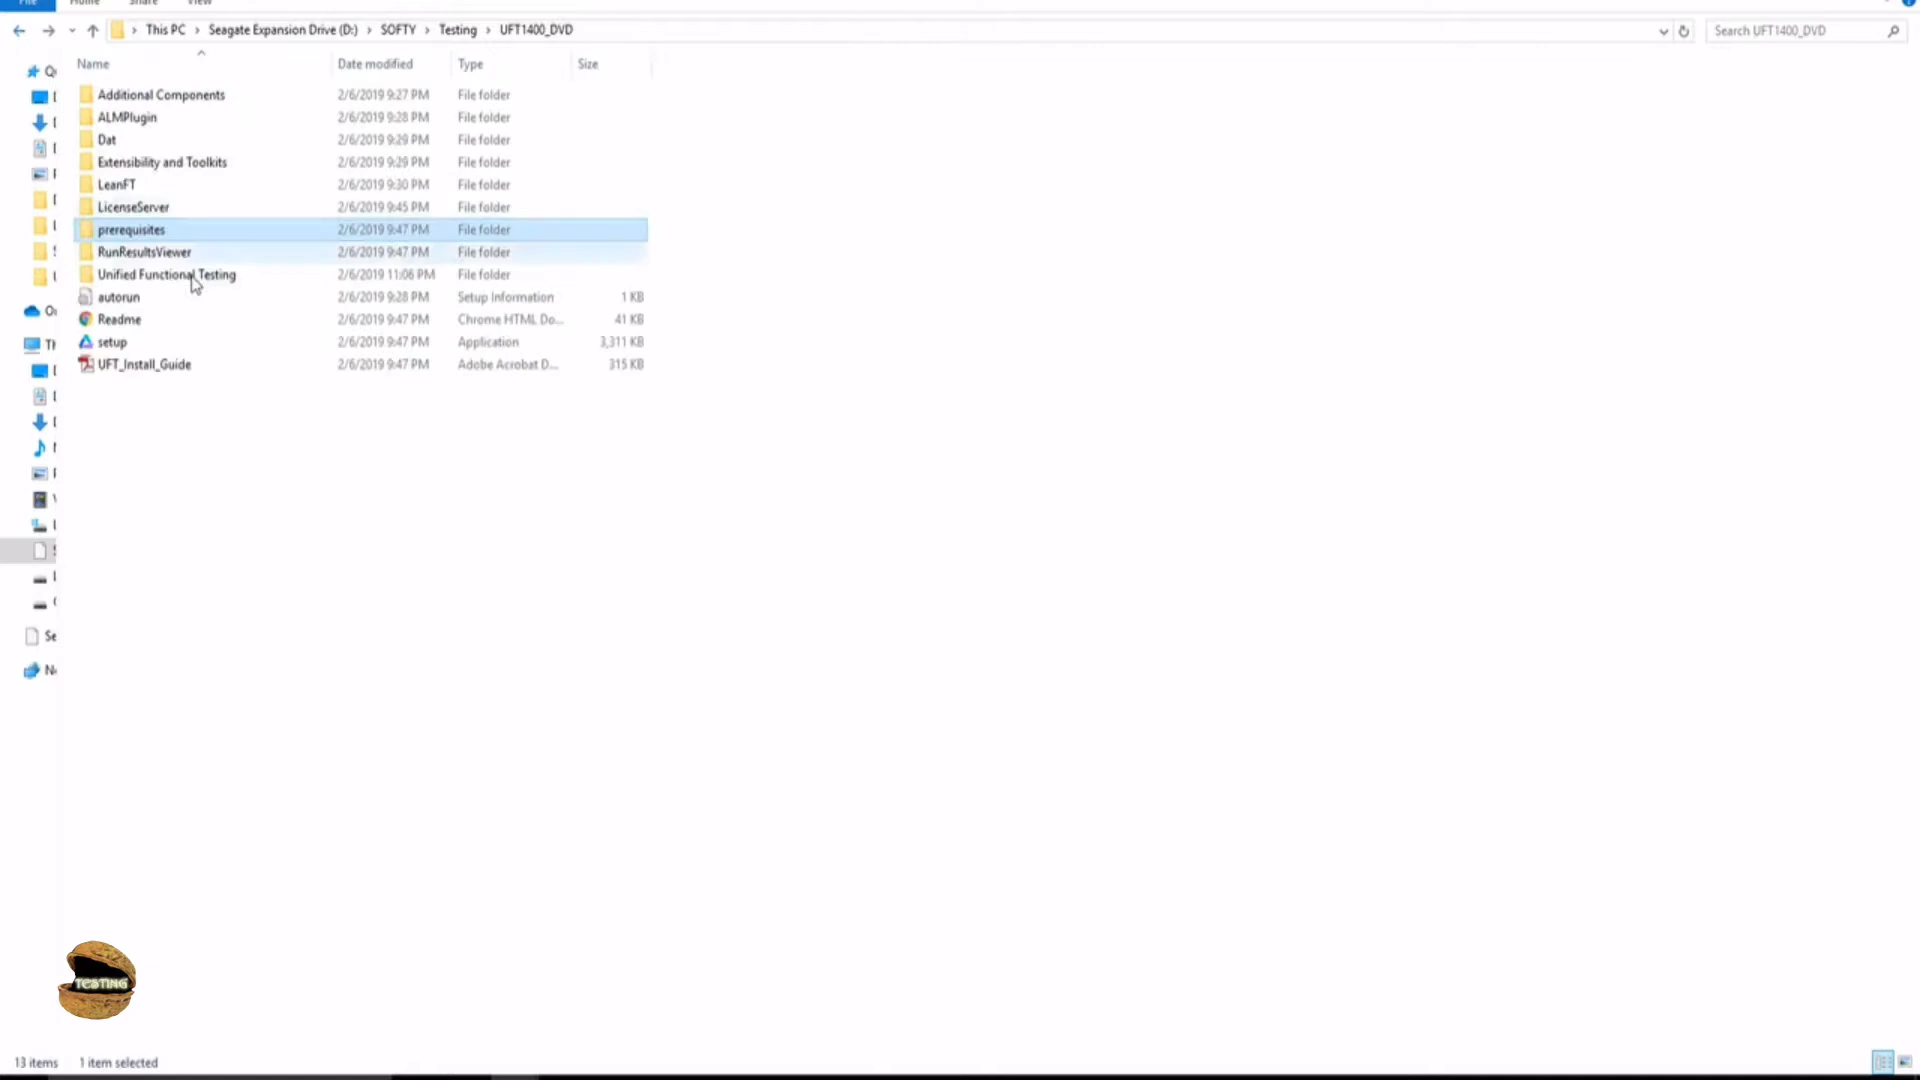 File Home Share View
This PC > Seagate Expansion Drive (D:) > SOFTY > Testing > UFT1400_DVD Search UFT1400_DVD
Name Date modified Type Size
Additional Components 2/6/2019 9:27 PM File folder
ALMPlugin 2/6/2019 9:28 PM File folder
Dat 2/6/2019 9:29 PM File folder
Extensibility and Toolkits 2/6/2019 9:29 PM File folder
LeanFT 2/6/2019 9:30 PM File folder
LicenseServer 2/6/2019 9:45 PM File folder
prerequisites 2/6/2019 9:47 PM File folder
RunResultsViewer 2/6/2019 9:47 PM File folder
Unified Functional Testing 2/6/2019 11:06 PM File folder
autorun 2/6/2019 9:28 PM Setup Information 1 KB
Readme 2/6/2019 9:47 PM Chrome HTML Do... 41 KB
setup 2/6/2019 9:47 PM Application 3,311 KB
UFT_Install_Guide 2/6/2019 9:47 PM Adobe Acrobat D... 315 KB
TESTING
13 items 1 item selected